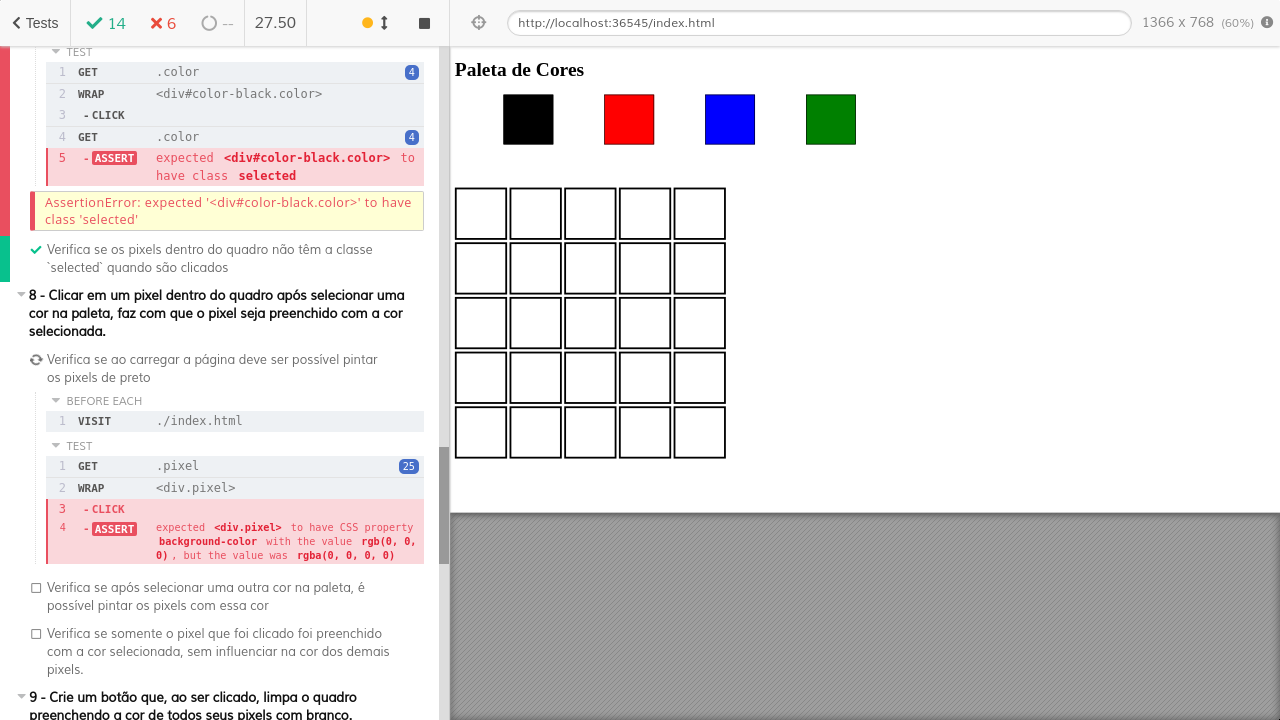 Tests
14
6
--
27.50
TEST
1 GET .color 4
2 WRAP <div#color-black.color>
3 - CLICK
4 GET .color 4
5 - ASSERT expected <div#color-black.color> to
have class selected
AssertionError: expected '<div#color-black.color>' to have
class 'selected'
Verifica se os pixels dentro do quadro não têm a classe
`selected` quando são clicados
8 - Clicar em um pixel dentro do quadro após selecionar uma
cor na paleta, faz com que o pixel seja preenchido com a cor
selecionada.
Verifica se ao carregar a página deve ser possível pintar
os pixels de preto
BEFORE EACH
1 VISIT ./index.html
TEST
1 GET .pixel 25
2 WRAP <div.pixel>
3 - CLICK
4 - ASSERT expected <div.pixel> to have CSS property
background-color with the value rgb(0, 0,
0) , but the value was rgba(0, 0, 0, 0)
Verifica se após selecionar uma outra cor na paleta, é
possível pintar os pixels com essa cor
Verifica se somente o pixel que foi clicado foi preenchido
com a cor selecionada, sem influenciar na cor dos demais
pixels.
9 - Crie um botão que, ao ser clicado, limpa o quadro
preenchendo a cor de todos seus pixels com branco.
http://localhost:36545/index.html
1366 x 768 (60%)
Paleta de Cores